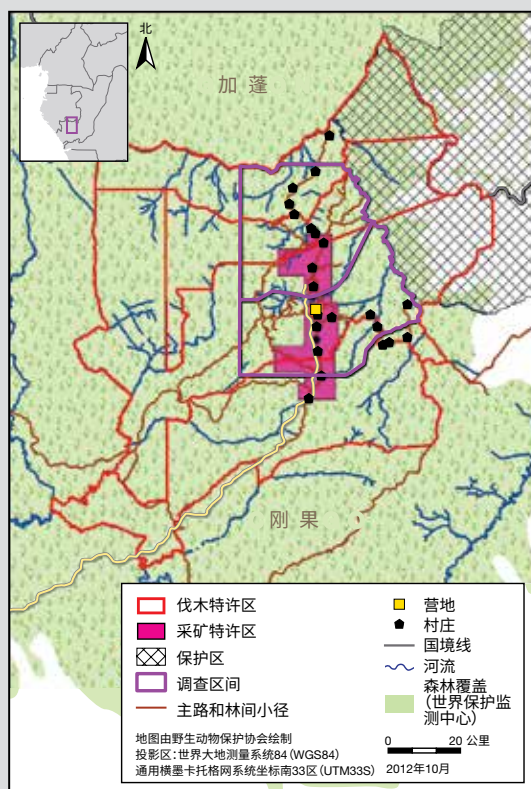 北
加蓬
刚果
伐木特许区
采矿特许区
保护区
调查区间
主路和林间小径
营地
村庄
国境线
河流
森林覆盖
(世界保护监
测中心)
地图由野生动物保护协会绘制
投影区：世界大地测量系统84 (WGS84)
通用横墨卡托格网系统坐标南33区 (UTM33S)
0 20 公里
2012年10月